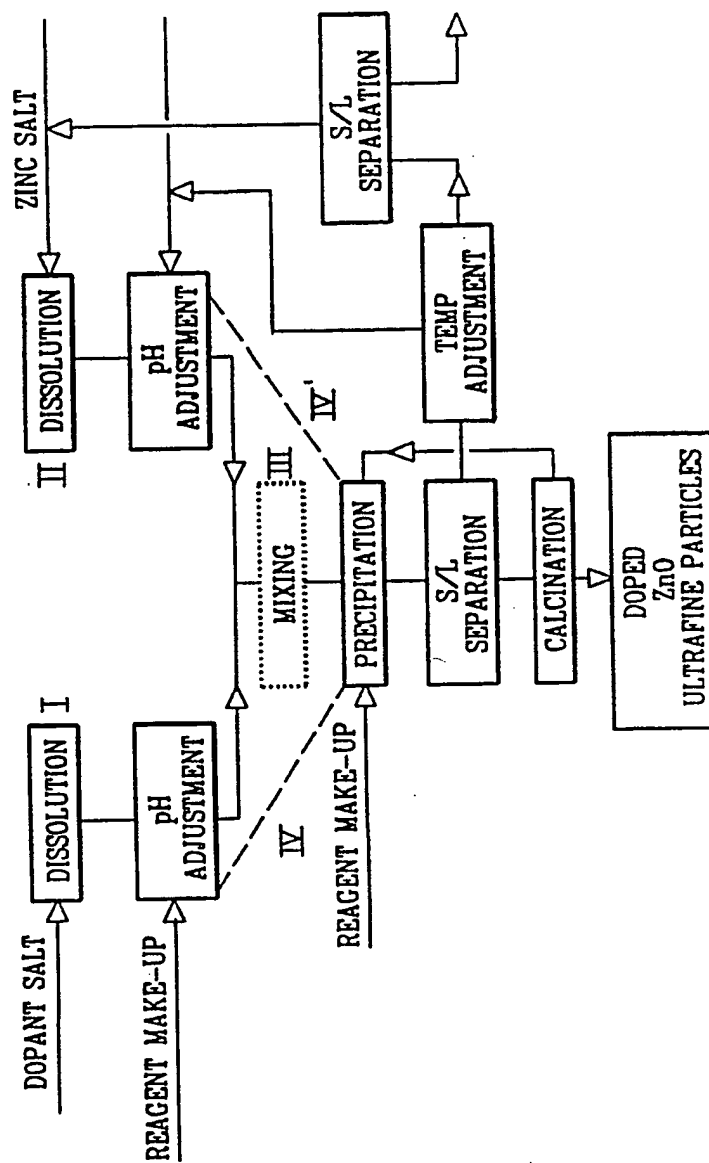 DOPANT SALT
DISSOLUTION
I
REAGENT MAKE-UP
pH
ADJUSTMENT
II
DISSOLUTION
ZINC SALT
pH
ADJUSTMENT
MIXING
III
IV
IV'
REAGENT MAKE-UP
PRECIPITATION
S/L
SEPARATION
TEMP
ADJUSTMENT
S/L
SEPARATION
CALCINATION
DOPED
ZnO
ULTRAFINE PARTICLES